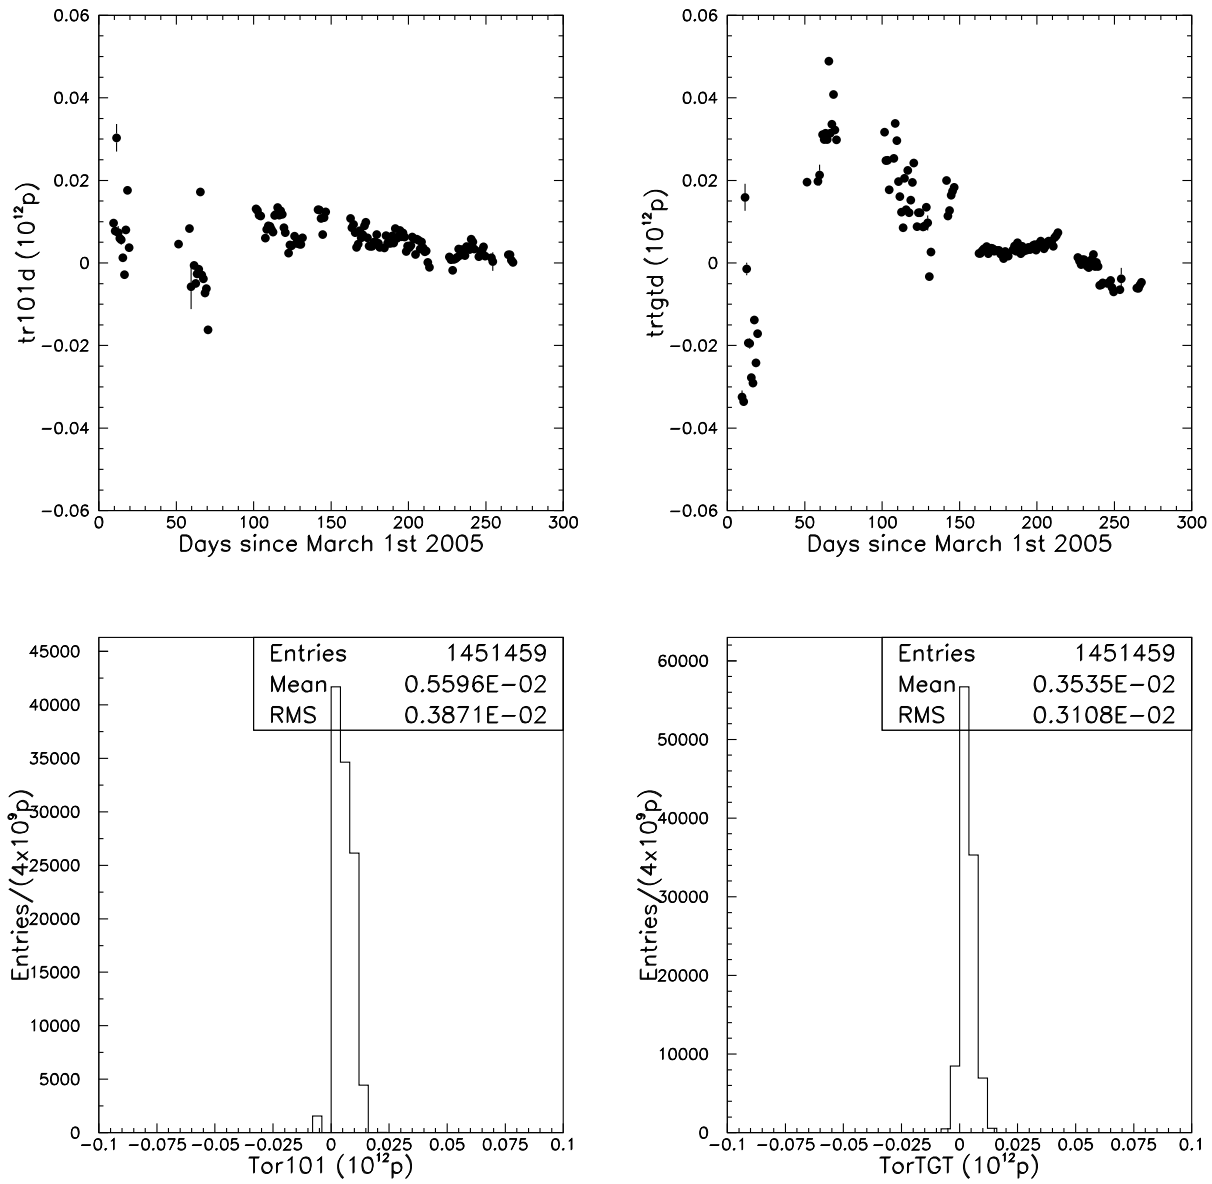 tr101d (10¹²p)
0.06
0.04
0.02
0
−0.02
−0.04
−0.06
0 50 100 150 200 250 300
Days since March 1st 2005
trtgtd (10¹²p)
0.06
0.04
0.02
0
−0.02
−0.04
−0.06
0 50 100 150 200 250 300
Days since March 1st 2005
Entries/(4x10⁹p)
45000
40000
35000
30000
25000
20000
15000
10000
5000
0
Entries 1451459
Mean 0.5596E−02
RMS 0.3871E−02
−0.1 −0.075 −0.05 −0.025 0 0.025 0.05 0.075 0.1
Tor101 (10¹²p)
Entries/(4x10⁹p)
60000
50000
40000
30000
20000
10000
0
Entries 1451459
Mean 0.3535E−02
RMS 0.3108E−02
−0.1 −0.075 −0.05 −0.025 0 0.025 0.05 0.075 0.1
TorTGT (10¹²p)